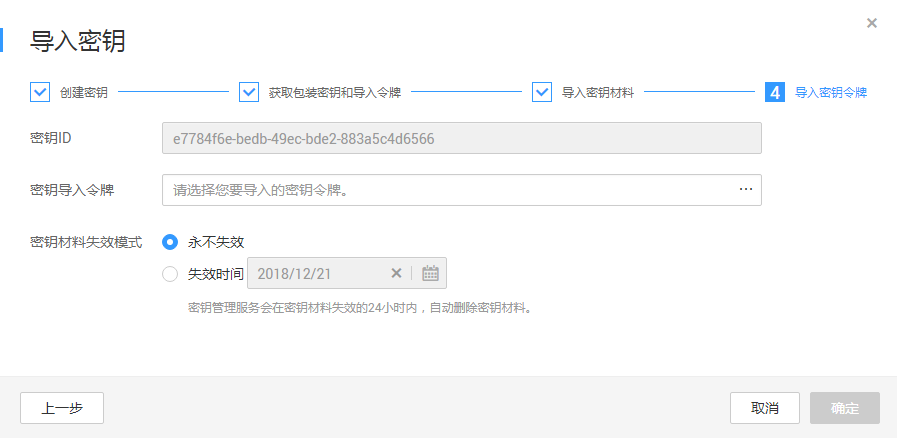 导入密钥
创建密钥 获取包装密钥和导入令牌 导入密钥材料 4 导入密钥令牌
密钥ID e7784f6e-bedb-49ec-bde2-883a5c4d6566
密钥导入令牌 请选择您要导入的密钥令牌。 ...
密钥材料失效模式 永不失效
失效时间 2018/12/21
密钥管理服务会在密钥材料失效的24小时内，自动删除密钥材料。
上一步 取消 确定